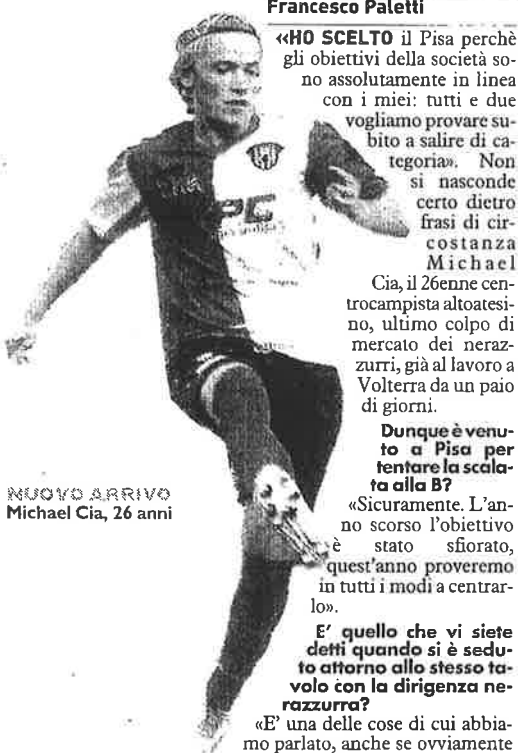 Francesco Paletti
«HO SCELTO il Pisa perchè
gli obiettivi della società so-
no assolutamente in linea
con i miei: tutti e due
vogliamo provare su-
bito a salire di ca-
tegoria». Non
si nasconde
certo dietro
frasi di cir-
costanza
Michael
Cia, il 26enne cen-
trocampista altoatesi-
no, ultimo colpo di
mercato dei neraz-
zurri, già al lavoro a
Volterra da un paio
di giorni.
Dunque è venu-
to a Pisa per
tentare la scala-
ta alla B?
«Sicuramente. L'an-
no scorso l'obiettivo
è stato sfiorato,
quest'anno proveremo
in tutti i modi a centrar-
lo».
E' quello che vi siete
detti quando si è sedu-
to attorno allo stesso ta-
volo con la dirigenza ne-
razzurra?
«E' una delle cose di cui abbia-
mo parlato, anche se ovviamente
NUOVO ARRIVO
Michael Cia, 26 anni
PC